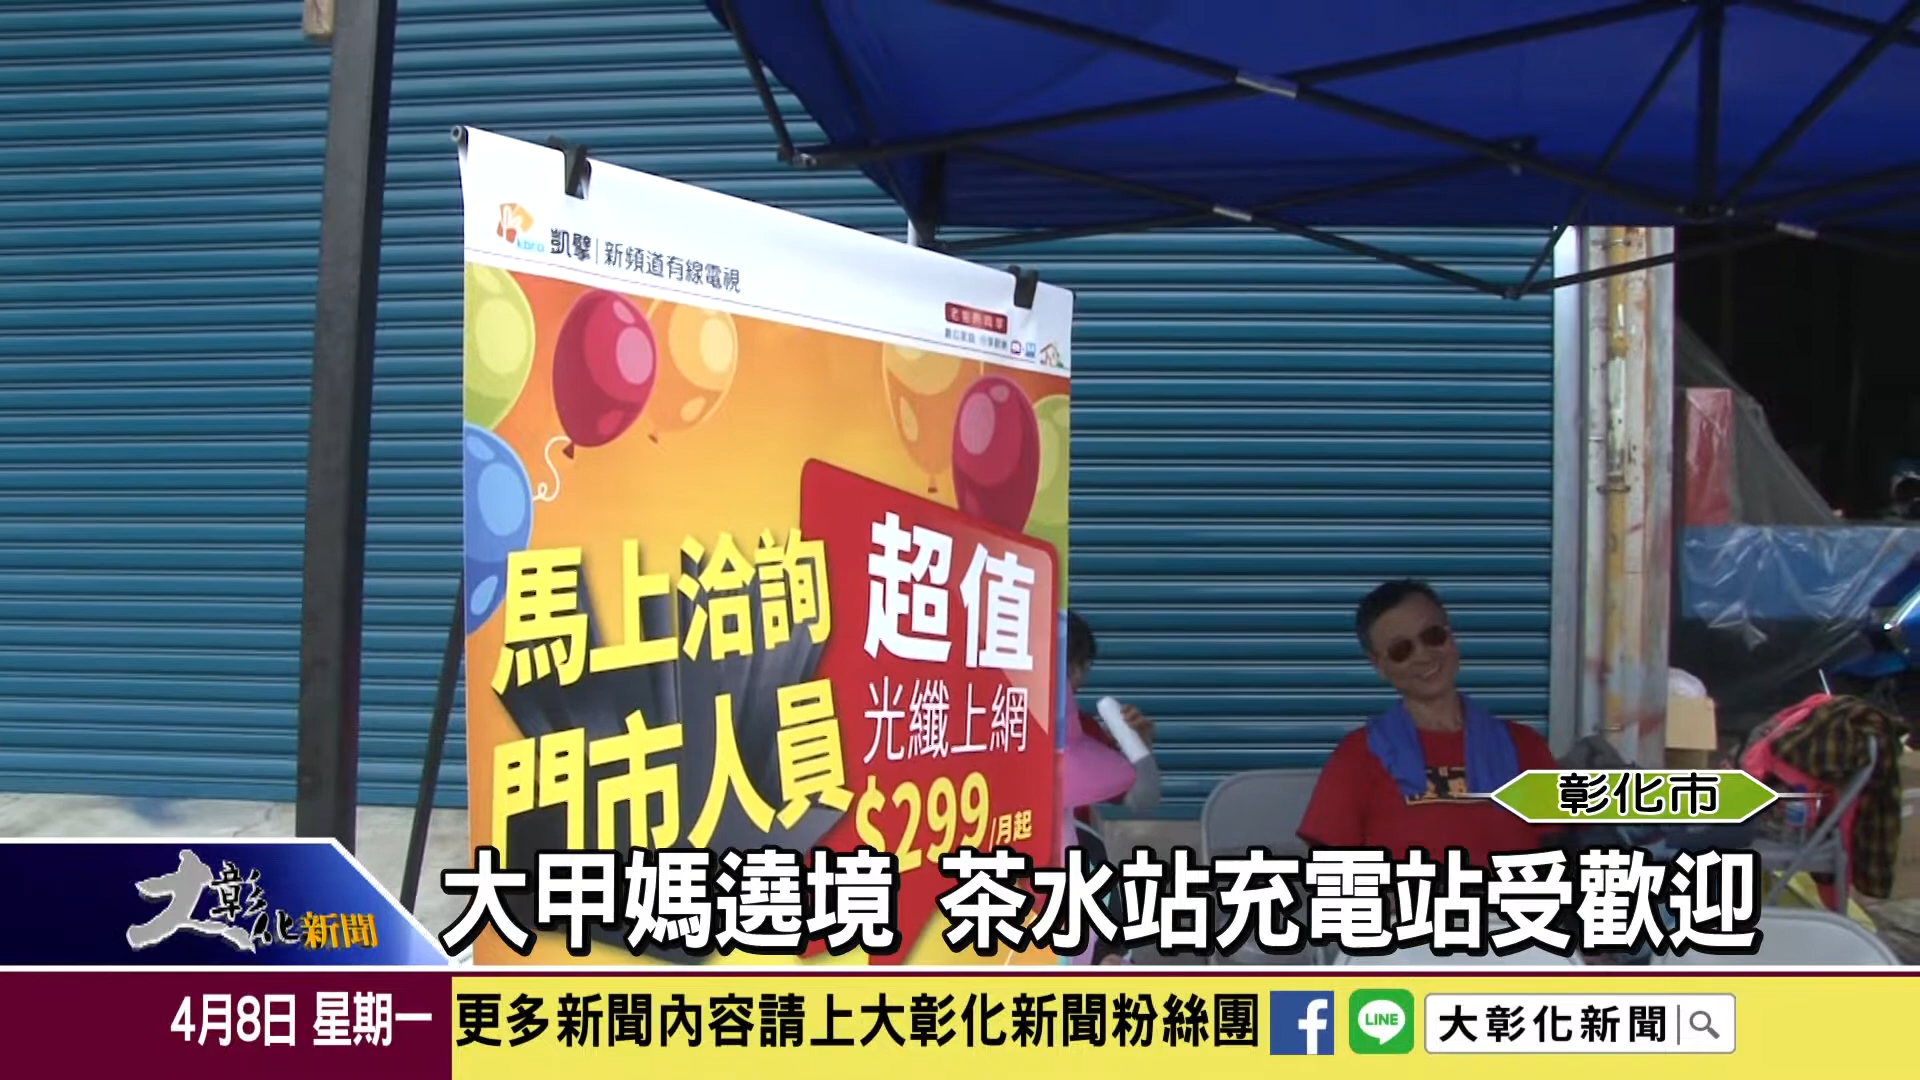 kbro 凱擘 新頻道有線電視
馬上洽詢
門市人員
超值
光纖上網
$299/月起
彰化市
大甲媽遶境 茶水站充電站受歡迎
大彰化新聞
4月8日 星期一
更多新聞內容請上大彰化新聞粉絲團
f
LINE
大彰化新聞